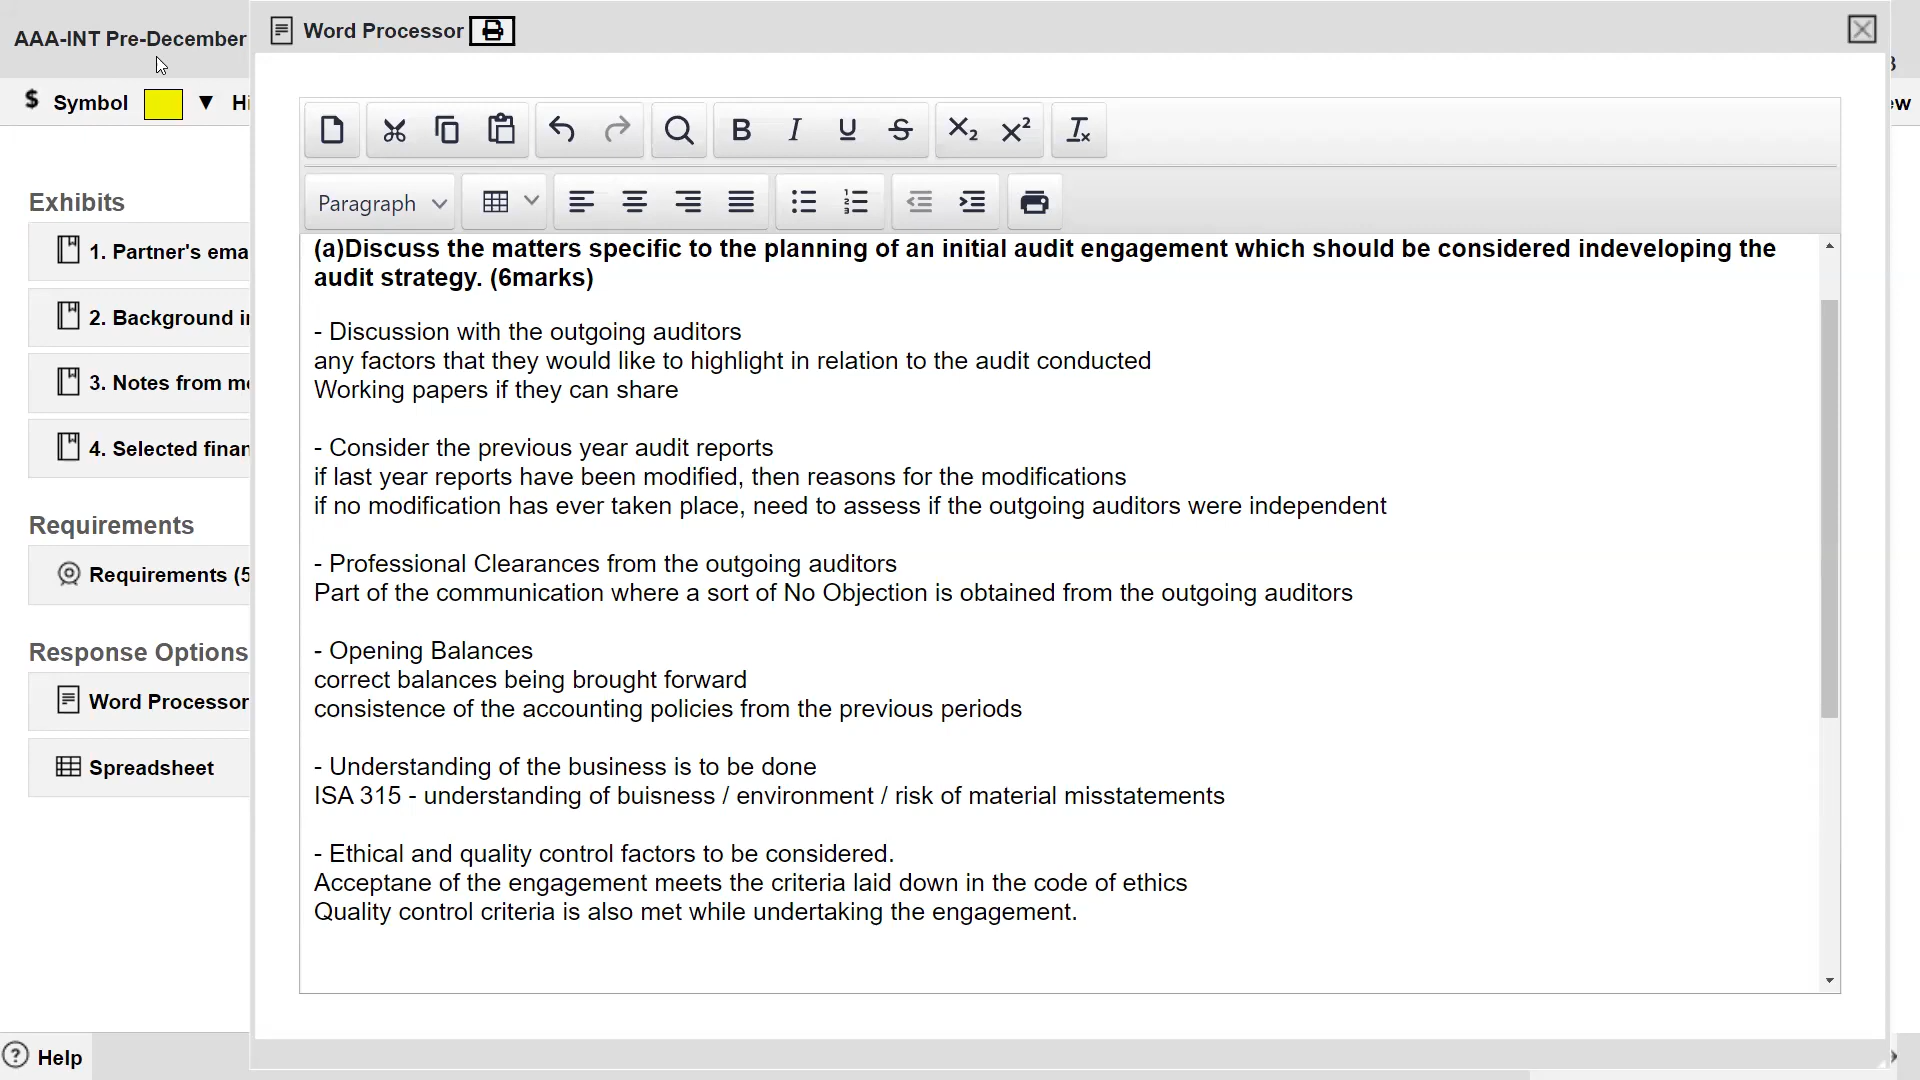 AAA-INT Pre-December
Word Processor
$ Symbol
Paragraph
Exhibits
1. Partner's ema
2. Background i
3. Notes from m
4. Selected finan
Requirements
Requirements (5
Response Options
Word Processor
Spreadsheet
Help
(a)Discuss the matters specific to the planning of an initial audit engagement which should be considered indeveloping the
audit strategy. (6marks)
- Discussion with the outgoing auditors
any factors that they would like to highlight in relation to the audit conducted
Working papers if they can share
- Consider the previous year audit reports
if last year reports have been modified, then reasons for the modifications
if no modification has ever taken place, need to assess if the outgoing auditors were independent
- Professional Clearances from the outgoing auditors
Part of the communication where a sort of No Objection is obtained from the outgoing auditors
- Opening Balances
correct balances being brought forward
consistence of the accounting policies from the previous periods
- Understanding of the business is to be done
ISA 315 - understanding of buisness / environment / risk of material misstatements
- Ethical and quality control factors to be considered.
Acceptane of the engagement meets the criteria laid down in the code of ethics
Quality control criteria is also met while undertaking the engagement.